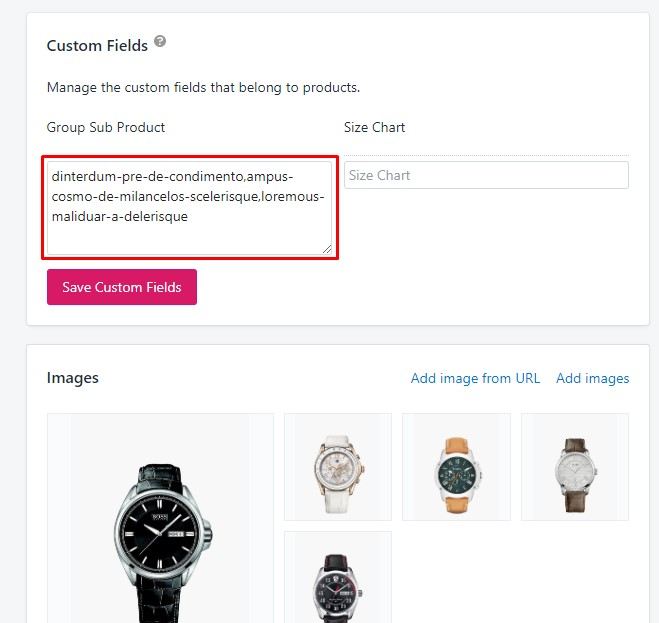 Custom Fields ?
Manage the custom fields that belong to products.
Group Sub Product
Size Chart
dinterdum-pre-de-condimento,ampus-
cosmo-de-milancelos-scelerisque,loremous-
maliduar-a-delerisque
Size Chart
Save Custom Fields
Images
Add image from URL
Add images
BOSS